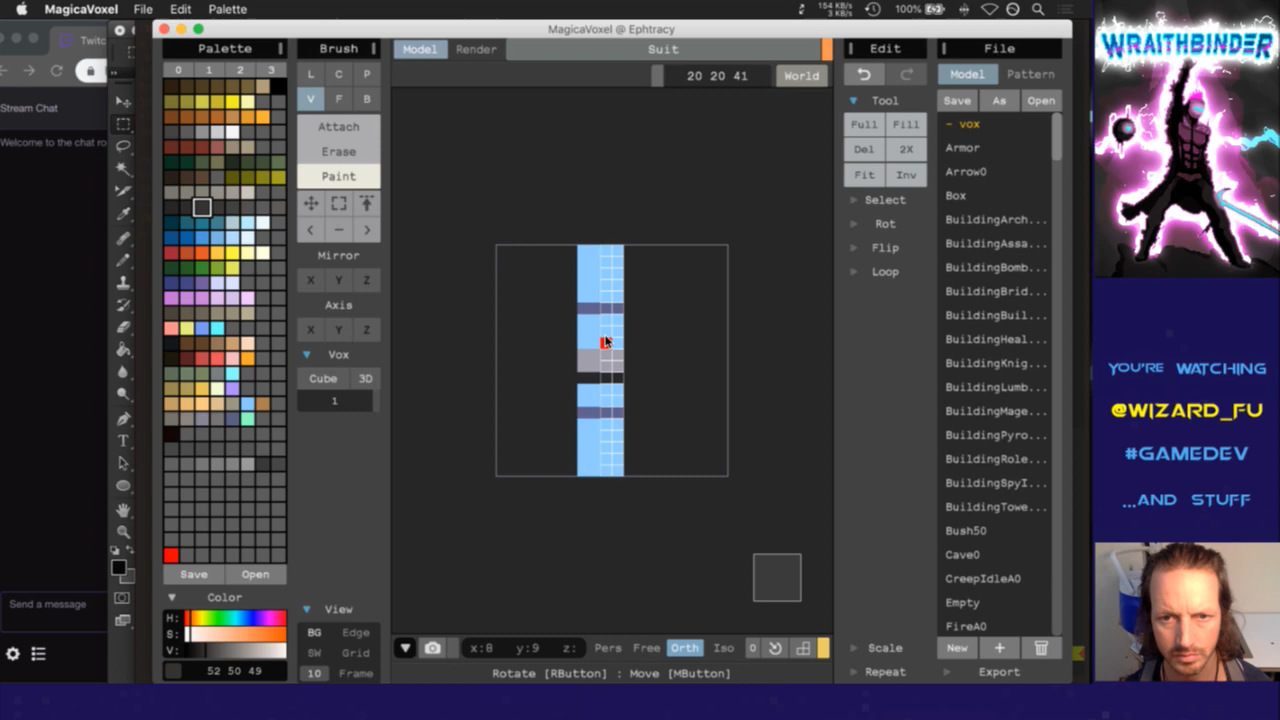 MagicaVoxel File Edit Palette
154 KB/s
3 KB/s
100%
MagicaVoxel @ Ephtracy
Twitc
Stream Chat
Welcome to the chat ro
Send a message
Palette
0 1 2 3
Save Open
Color
H:
S:
V:
52 50 49
Brush
L C P
V F B
Attach
Erase
Paint
Mirror
X Y Z
Axis
X Y Z
Vox
Cube 3D
1
View
BG Edge
SW Grid
10 Frame
Model Render Suit
20 20 41 World
x:8 y:9 z: Pers Free Orth Iso 0
Rotate [RButton] : Move [MButton]
Edit
Tool
Full Fill
Del 2X
Fit Inv
Select
Rot
Flip
Loop
Scale
Repeat
File
Model Pattern
Save As Open
- vox
Armor
Arrow0
Box
BuildingArch...
BuildingAssa...
BuildingBomb...
BuildingBrid...
BuildingBuil...
BuildingHeal...
BuildingKnig...
BuildingLumb...
BuildingMage...
BuildingPyro...
BuildingRole...
BuildingSpyI...
BuildingTowe...
Bush50
Cave0
CreepIdleA0
Empty
FireA0
New +
Export
WRAITHBINDER
YOU'RE WATCHING
@WIZARD_FU
#GAMEDEV
...AND STUFF